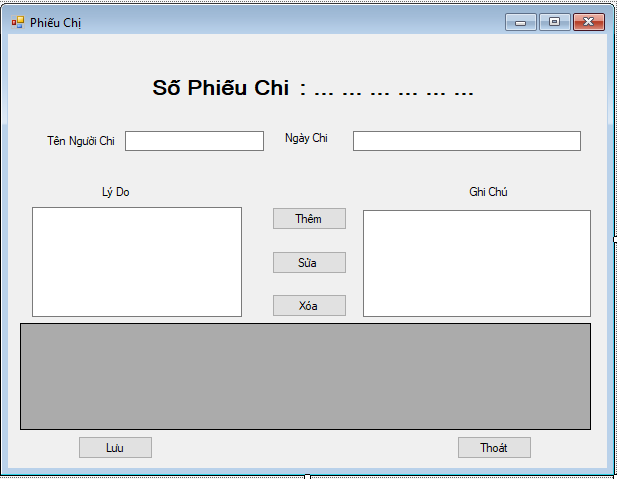 Phiếu Chị
Số Phiếu Chi : ... ... ... ... ... ...
Tên Người Chi
Ngày Chi
Lý Do
Ghi Chú
Thêm
Sửa
Xóa
Lưu
Thoát